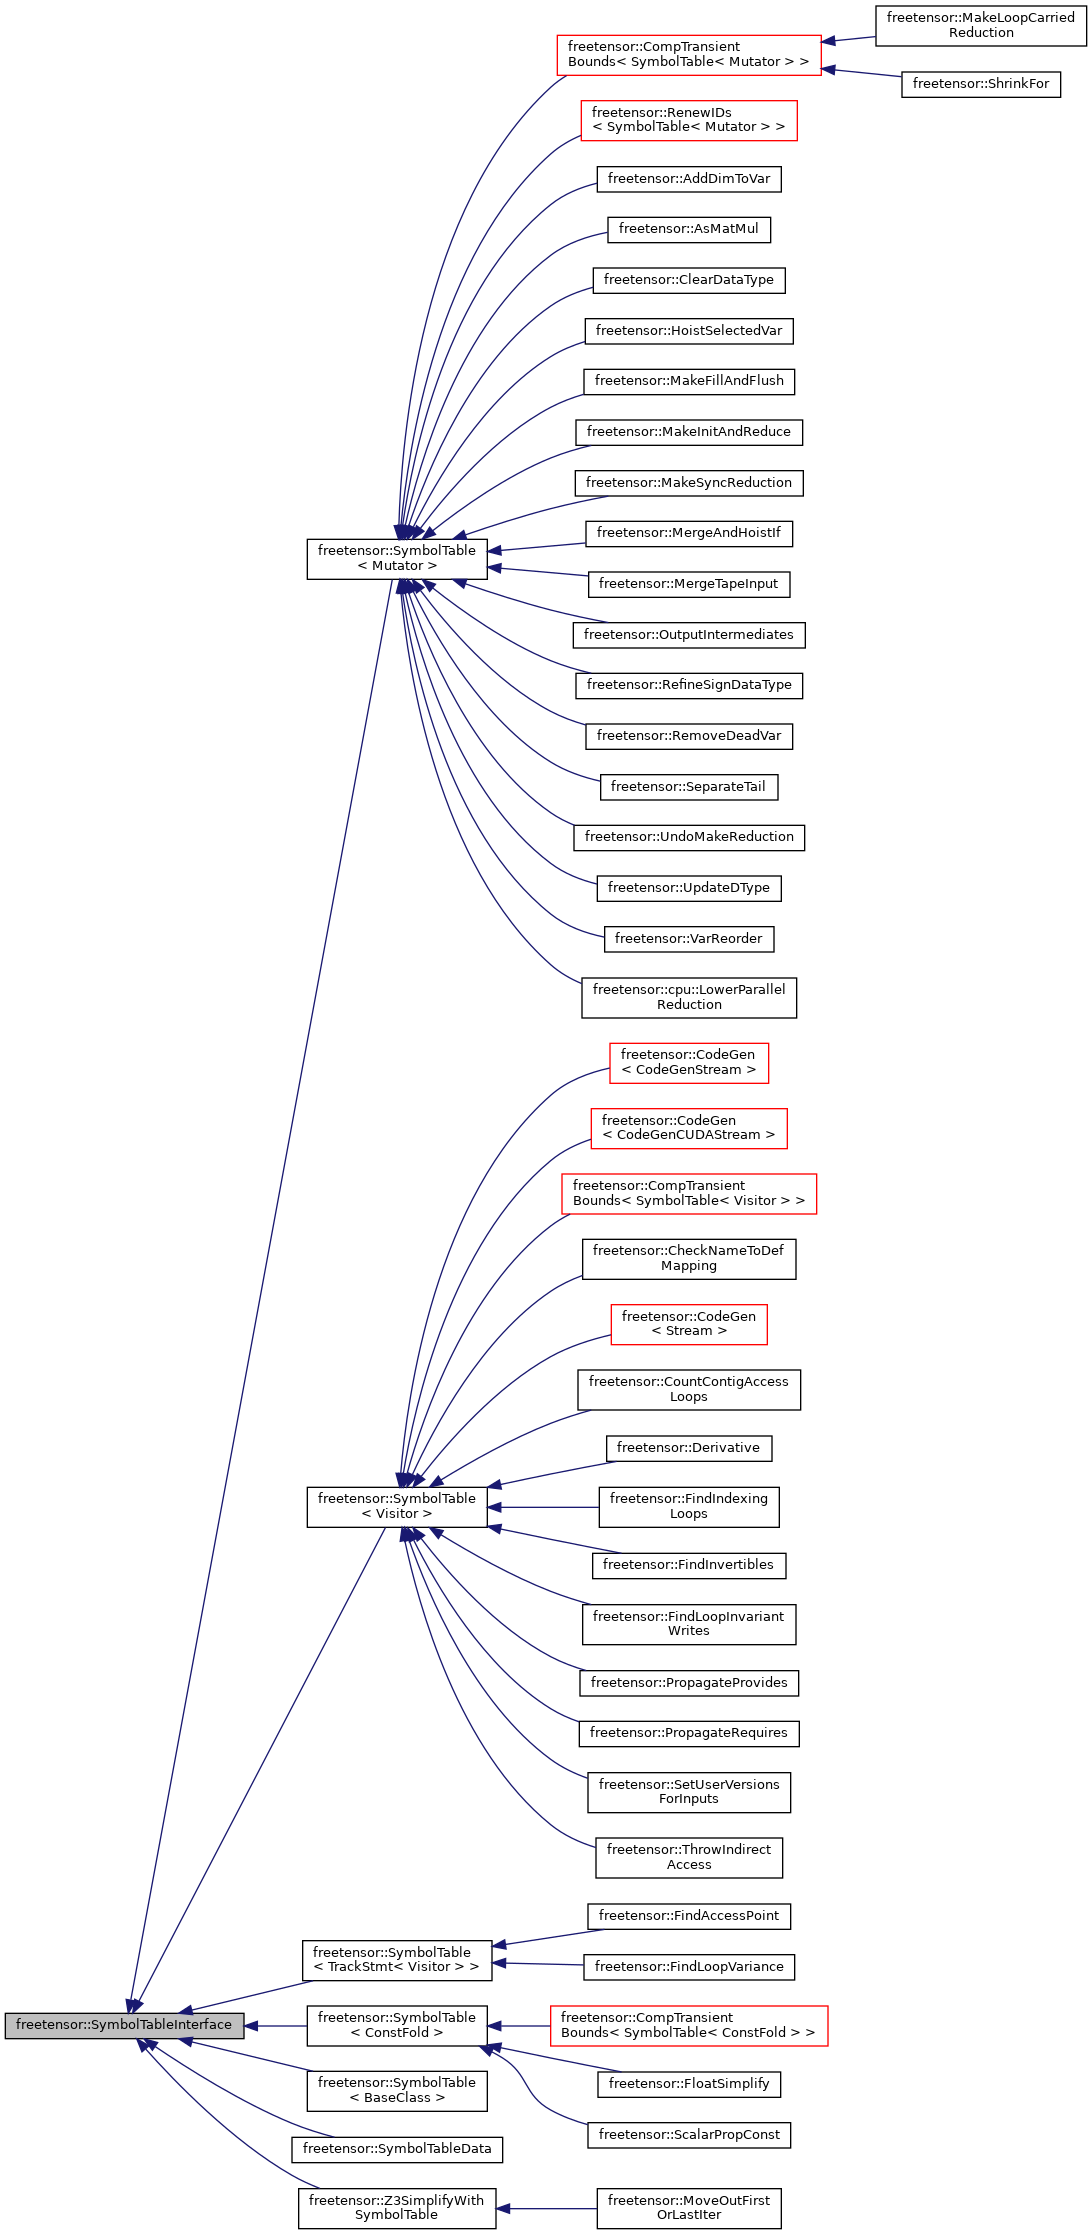 freetensor::MakeLoopCarried
Reduction
freetensor::CompTransient
Bounds< SymbolTable< Mutator > >
freetensor::ShrinkFor
freetensor::RenewIDs
< SymbolTable< Mutator > >
freetensor::AddDimToVar
freetensor::AsMatMul
freetensor::ClearDataType
freetensor::HoistSelectedVar
freetensor::MakeFillAndFlush
freetensor::MakeInitAndReduce
freetensor::MakeSyncReduction
freetensor::MergeAndHoistIf
freetensor::SymbolTable
< Mutator >
freetensor::MergeTapeInput
freetensor::OutputIntermediates
freetensor::RefineSignDataType
freetensor::RemoveDeadVar
freetensor::SeparateTail
freetensor::UndoMakeReduction
freetensor::UpdateDType
freetensor::VarReorder
freetensor::cpu::LowerParallel
Reduction
freetensor::CodeGen
< CodeGenStream >
freetensor::CodeGen
< CodeGenCUDAStream >
freetensor::CompTransient
Bounds< SymbolTable< Visitor > >
freetensor::CheckNameToDef
Mapping
freetensor::CodeGen
< Stream >
freetensor::CountContigAccess
Loops
freetensor::Derivative
freetensor::SymbolTable
< Visitor >
freetensor::FindIndexing
Loops
freetensor::FindInvertibles
freetensor::FindLoopInvariant
Writes
freetensor::PropagateProvides
freetensor::PropagateRequires
freetensor::SetUserVersions
ForInputs
freetensor::ThrowIndirect
Access
freetensor::FindAccessPoint
freetensor::SymbolTable
< TrackStmt< Visitor > >
freetensor::FindLoopVariance
freetensor::SymbolTableInterface
freetensor::SymbolTable
< ConstFold >
freetensor::CompTransient
Bounds< SymbolTable< ConstFold > >
freetensor::FloatSimplify
freetensor::SymbolTable
< BaseClass >
freetensor::ScalarPropConst
freetensor::SymbolTableData
freetensor::Z3SimplifyWith
SymbolTable
freetensor::MoveOutFirst
OrLastIter